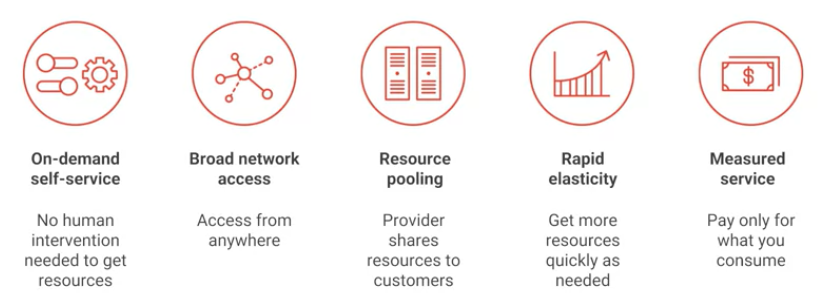 $
On-demand
self-service
No human
intervention
needed to get
resources
Broad network
access
Access from
anywhere
Resource
pooling
Provider
shares
resources to
customers
Rapid
elasticity
Get more
resources
quickly as
needed
Measured
service
Pay only for
what you
consume